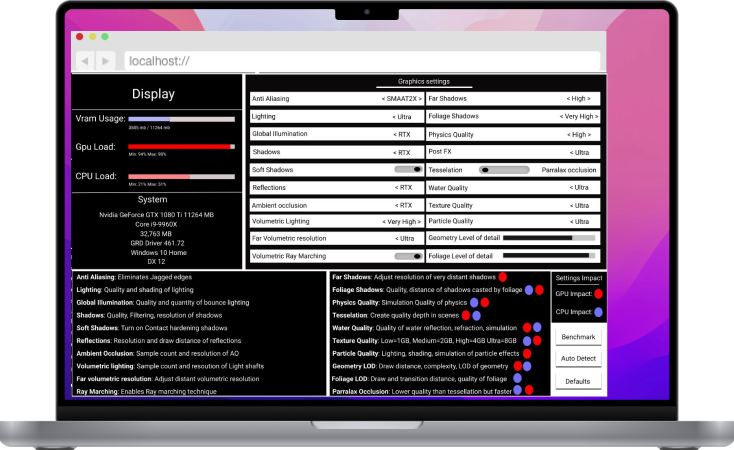 localhost://
Display
Vram Usage:
8585 mb / 11264 mb
Gpu Load:
Min: 94% Max: 98%
CPU Load:
Min: 21% Max: 51%
System
Nvidia GeForce GTX 1080 Ti 11264 MB
Core i9-9960X
32,763 MB
GRD Driver 461.72
Windows 10 Home
DX 12
Graphics settings
Anti Aliasing < SMAAT2X >
Lighting < Ultra
Global Illumination < RTX
Shadows < RTX
Soft Shadows
Reflections < RTX
Ambient occlusion < RTX
Volumetric Lighting < Very High >
Far Volumetric resolution < Ultra
Volumetric Ray Marching
Far Shadows < High >
Foliage Shadows < Very High >
Physics Quality < High >
Post FX < Ultra
Tesselation Parralax occlusion
Water Quality < Ultra
Texture Quality < Ultra
Particle Quality < Ultra
Geometry Level of detail
Foliage Level of detail
Anti Aliasing: Eliminates Jagged edges
Lighting: Quality and shading of lighting
Global Illumination: Quality and quantity of bounce lighting
Shadows: Quality, Filtering, resolution of shadows
Soft Shadows: Turn on Contact hardening shadows
Reflections: Resolution and draw distance of reflections
Ambient Occlusion: Sample count and resolution of AO
Volumetric lighting: Sample count and resolution of Light shafts
Far volumetric resolution: Adjust distant volumetric resolution
Ray Marching: Enables Ray marching technique
Far Shadows: Adjust resolution of very distant shadows
Foliage Shadows: Quality, distance of shadows casted by foliage
Physics Quality: Simulation Quality of physics
Tesselation: Create quality depth in scenes
Water Quality: Quality of water reflection, refraction, simulation
Texture Quality: Low=1GB, Medium=2GB, High=4GB Ultra=8GB
Particle Quality: Lighting, shading, simulation of particle effects
Geometry LOD: Draw distance, complexity, LOD of geometry
Foliage LOD: Draw and transition distance, quality of foliage
Parralax Occlusion: Lower quality than tessellation but faster
Settings Impact
GPU Impact:
CPU Impact:
Benchmark
Auto Detect
Defaults